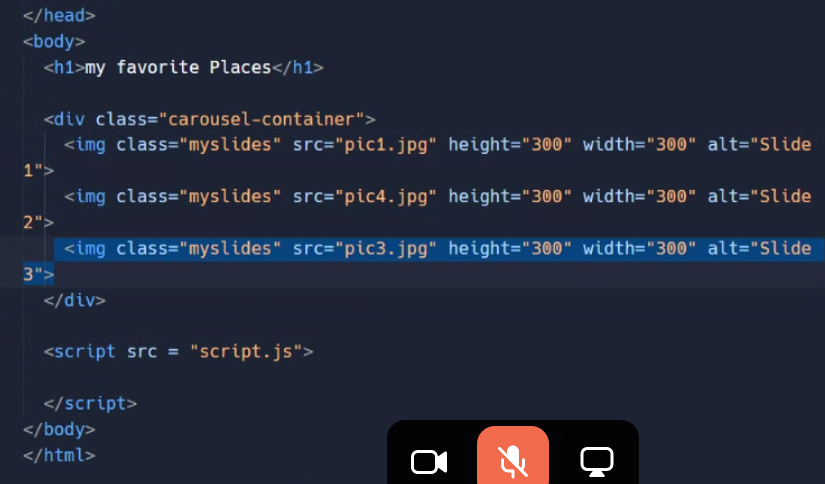 </head>
<body>
<h1>my favorite Places</h1>
<div class="carousel-container">
<img class="myslides" src="pic1.jpg" height="300" width="300" alt="Slide
1">
<img class="myslides" src="pic4.jpg" height="300" width="300" alt="Slide
2">
<img class="myslides" src="pic3.jpg" height="300" width="300" alt="Slide
3">
</div>
<script src = "script.js">
</script>
</body>
</html>